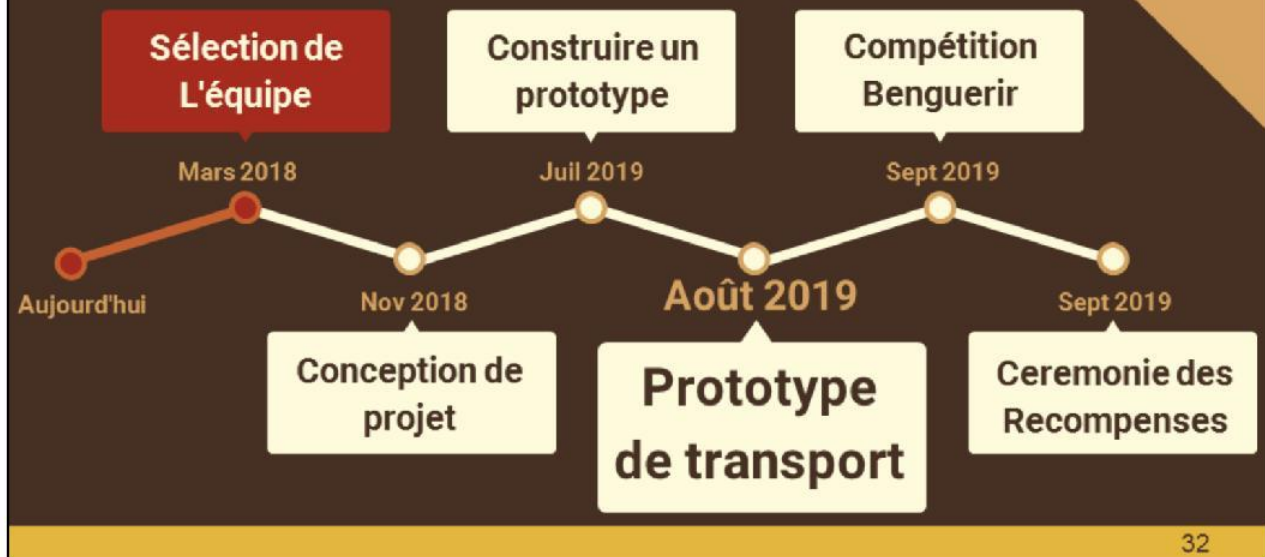 Sélection de
L'équipe
Construire un
prototype
Compétition
Benguerir
Mars 2018
Juil 2019
Sept 2019
Aujourd'hui
Nov 2018
Août 2019
Sept 2019
Conception de
projet
Prototype
de transport
Ceremonie des
Recompenses
32